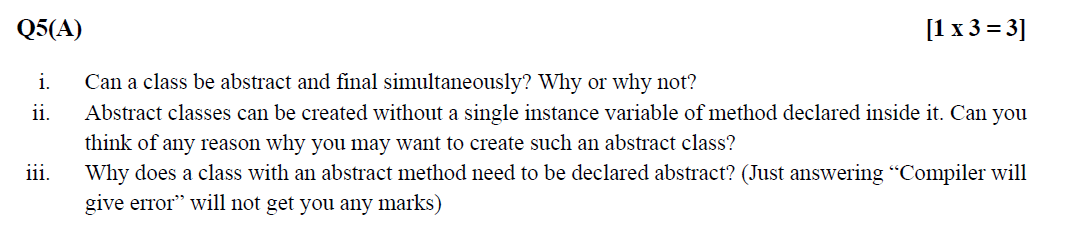 Q5(A) [1 x 3 = 3]
i. Can a class be abstract and final simultaneously? Why or why not?
ii. Abstract classes can be created without a single instance variable of method declared inside it. Can you
think of any reason why you may want to create such an abstract class?
iii. Why does a class with an abstract method need to be declared abstract? (Just answering “Compiler will
give error” will not get you any marks)